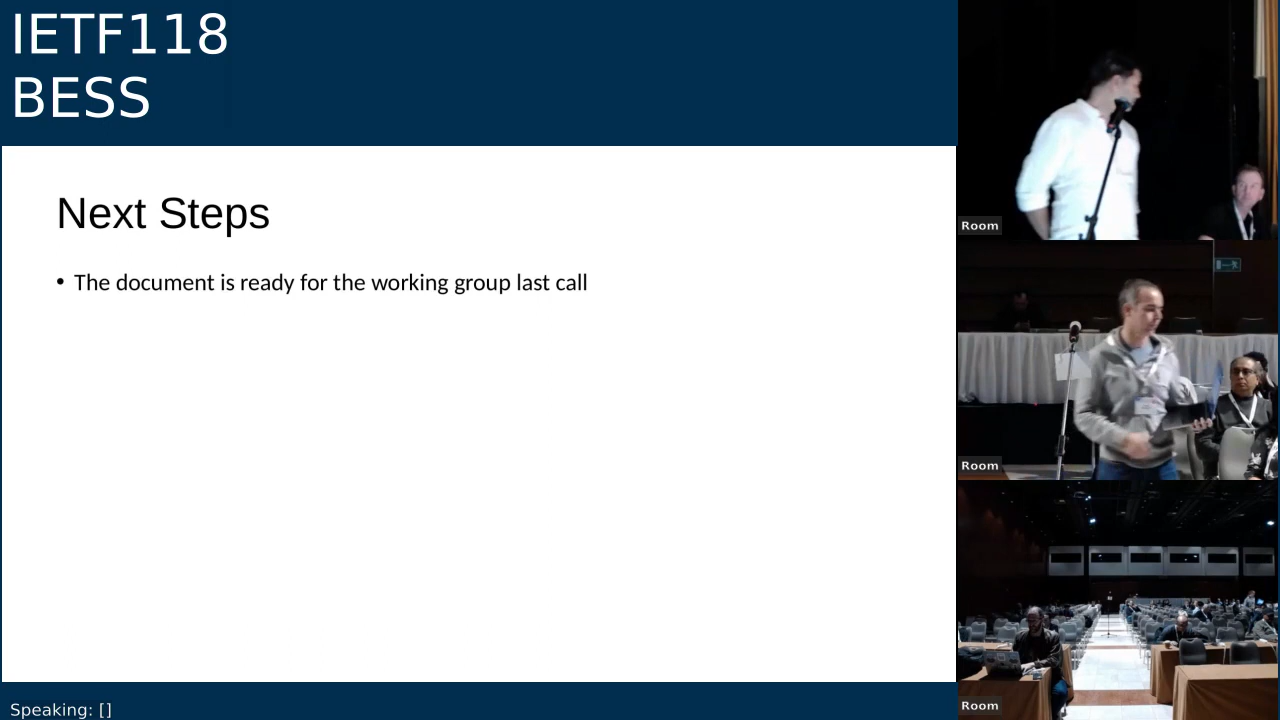 IETF118
BESS
Next Steps
• The document is ready for the working group last call
Room
Room
Room
Speaking: []